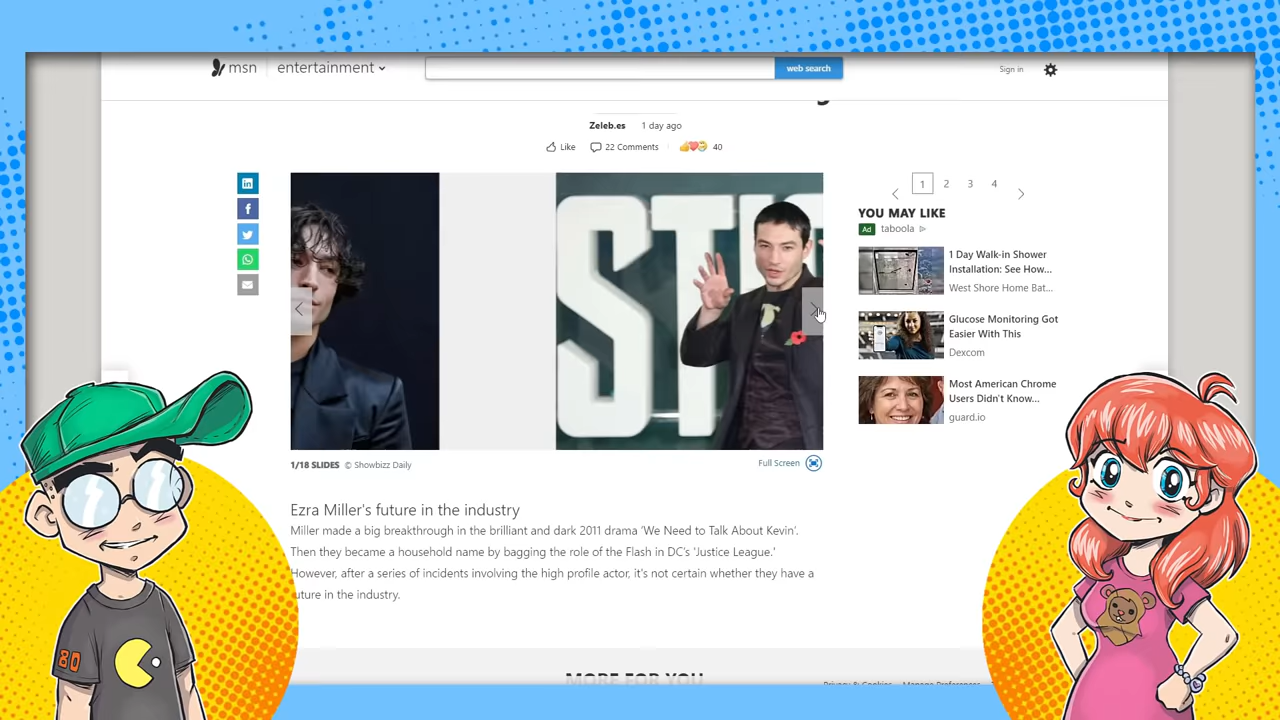 msn
entertainment
web search
Sign in
Zeleb.es 1 day ago
Like 22 Comments 40
1 2 3 4
YOU MAY LIKE
Ad taboola
1 Day Walk-in Shower
Installation: See How...
West Shore Home Bat...
Glucose Monitoring Got
Easier With This
Dexcom
Most American Chrome
Users Didn't Know...
guard.io
1/18 SLIDES © Showbizz Daily
Full Screen
Ezra Miller's future in the industry
Miller made a big breakthrough in the brilliant and dark 2011 drama 'We Need to Talk About Kevin'.
Then they became a household name by bagging the role of the Flash in DC's 'Justice League.'
However, after a series of incidents involving the high profile actor, it's not certain whether they have a
future in the industry.
MORE FOR YOU
80